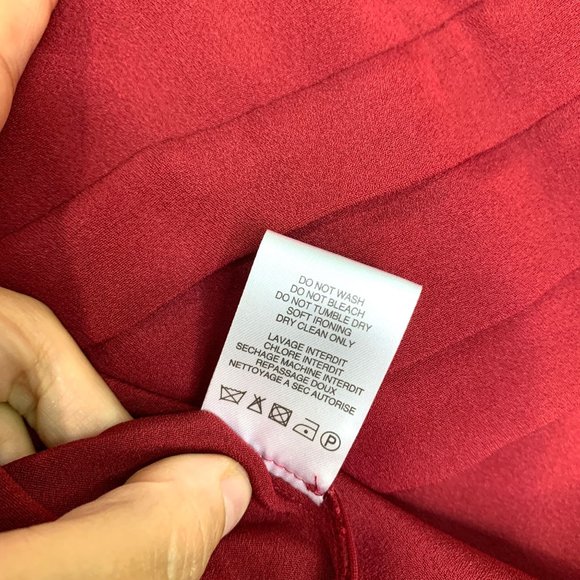 DO NOT WASH
DO NOT BLEACH
DO NOT TUMBLE DRY
SOFT IRONING
DRY CLEAN ONLY
LAVAGE INTERDIT
CHLORE INTERDIT
SECHAGE MACHINE INTERDIT
REPASSAGE DOUX
NETTOYAGE A SEC AUTORISE
P